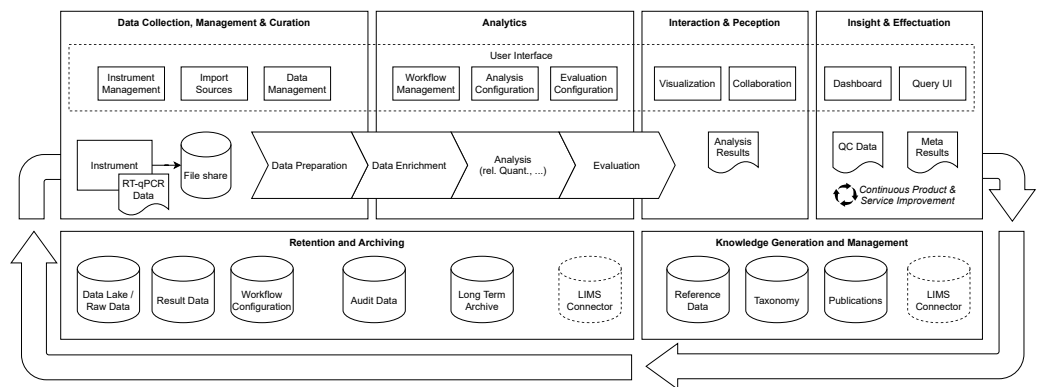 Data Collection, Management & Curation
Analytics
Interaction & Peception
Insight & Effectuation
User Interface
Instrument
Management
Import
Sources
Data
Management
Workflow
Management
Analysis
Configuration
Evaluation
Configuration
Visualization
Collaboration
Dashboard
Query UI
Instrument
RT-qPCR
Data
File share
Data Preparation
Data Enrichment
Analysis
(rel. Quant., ...)
Evaluation
Analysis
Results
QC Data
Meta
Results
Continuous Product &
Service Improvement
Retention and Archiving
Knowledge Generation and Management
Data Lake /
Raw Data
Result Data
Workflow
Configuration
Audit Data
Long Term
Archive
LIMS
Connector
Reference
Data
Taxonomy
Publications
LIMS
Connector